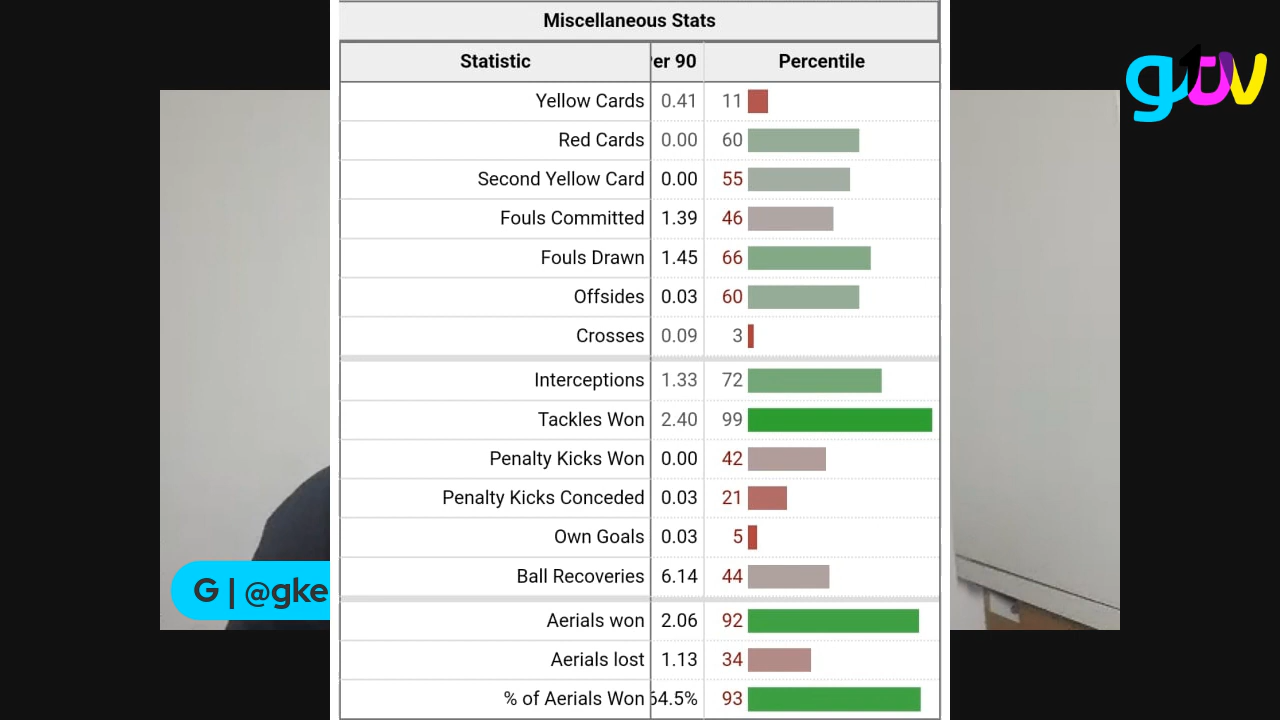 Miscellaneous Stats
Statistic er 90 Percentile
Yellow Cards 0.41 11
Red Cards 0.00 60
Second Yellow Card 0.00 55
Fouls Committed 1.39 46
Fouls Drawn 1.45 66
Offsides 0.03 60
Crosses 0.09 3
Interceptions 1.33 72
Tackles Won 2.40 99
Penalty Kicks Won 0.00 42
Penalty Kicks Conceded 0.03 21
Own Goals 0.03 5
Ball Recoveries 6.14 44
Aerials won 2.06 92
Aerials lost 1.13 34
% of Aerials Won 64.5% 93
G | @gke
gtv